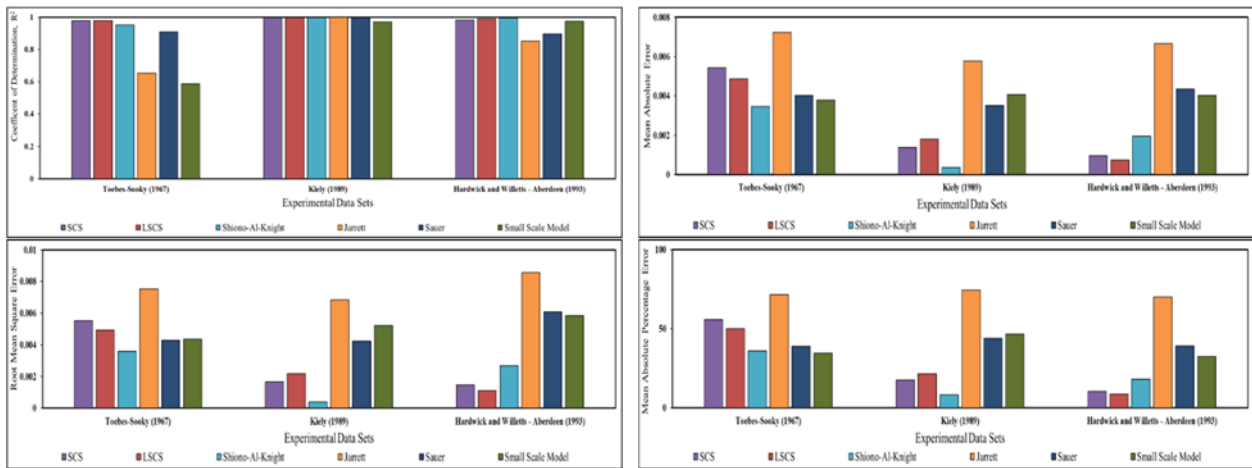 Coefficent of Determination, R²
1
0.8
0.6
0.4
0.2
0
Toebes-Sooky (1967) Kiely (1989) Hardwick and Willetts - Aberdeen (1993)
Experimental Data Sets
SCS LSCS Shiono-Al-Knight Jarrett Sauer Small Scale Model
Mean Absolute Error
0.008
0.006
0.004
0.002
0
Toebes-Sooky (1967) Kiely (1989) Hardwick and Willetts - Aberdeen (1993)
Experimental Data Sets
SCS LSCS Shiono-Al-Knight Jarrett Sauer Small Scale Model
Root Mean Square Error
0.01
0.008
0.006
0.004
0.002
0
Toebes-Sooky (1967) Kiely (1989) Hardwick and Willetts - Aberdeen (1993)
Experimental Data Sets
SCS LSCS Shiono-Al-Knight Jarrett Sauer Small Scale Model
Mean Absolute Percentage Error
100
50
0
Toebes-Sooky (1967) Kiely (1989) Hardwick and Willetts - Aberdeen (1993)
Experimental Data Sets
SCS LSCS Shiono-Al-Knight Jarrett Sauer Small Scale Model